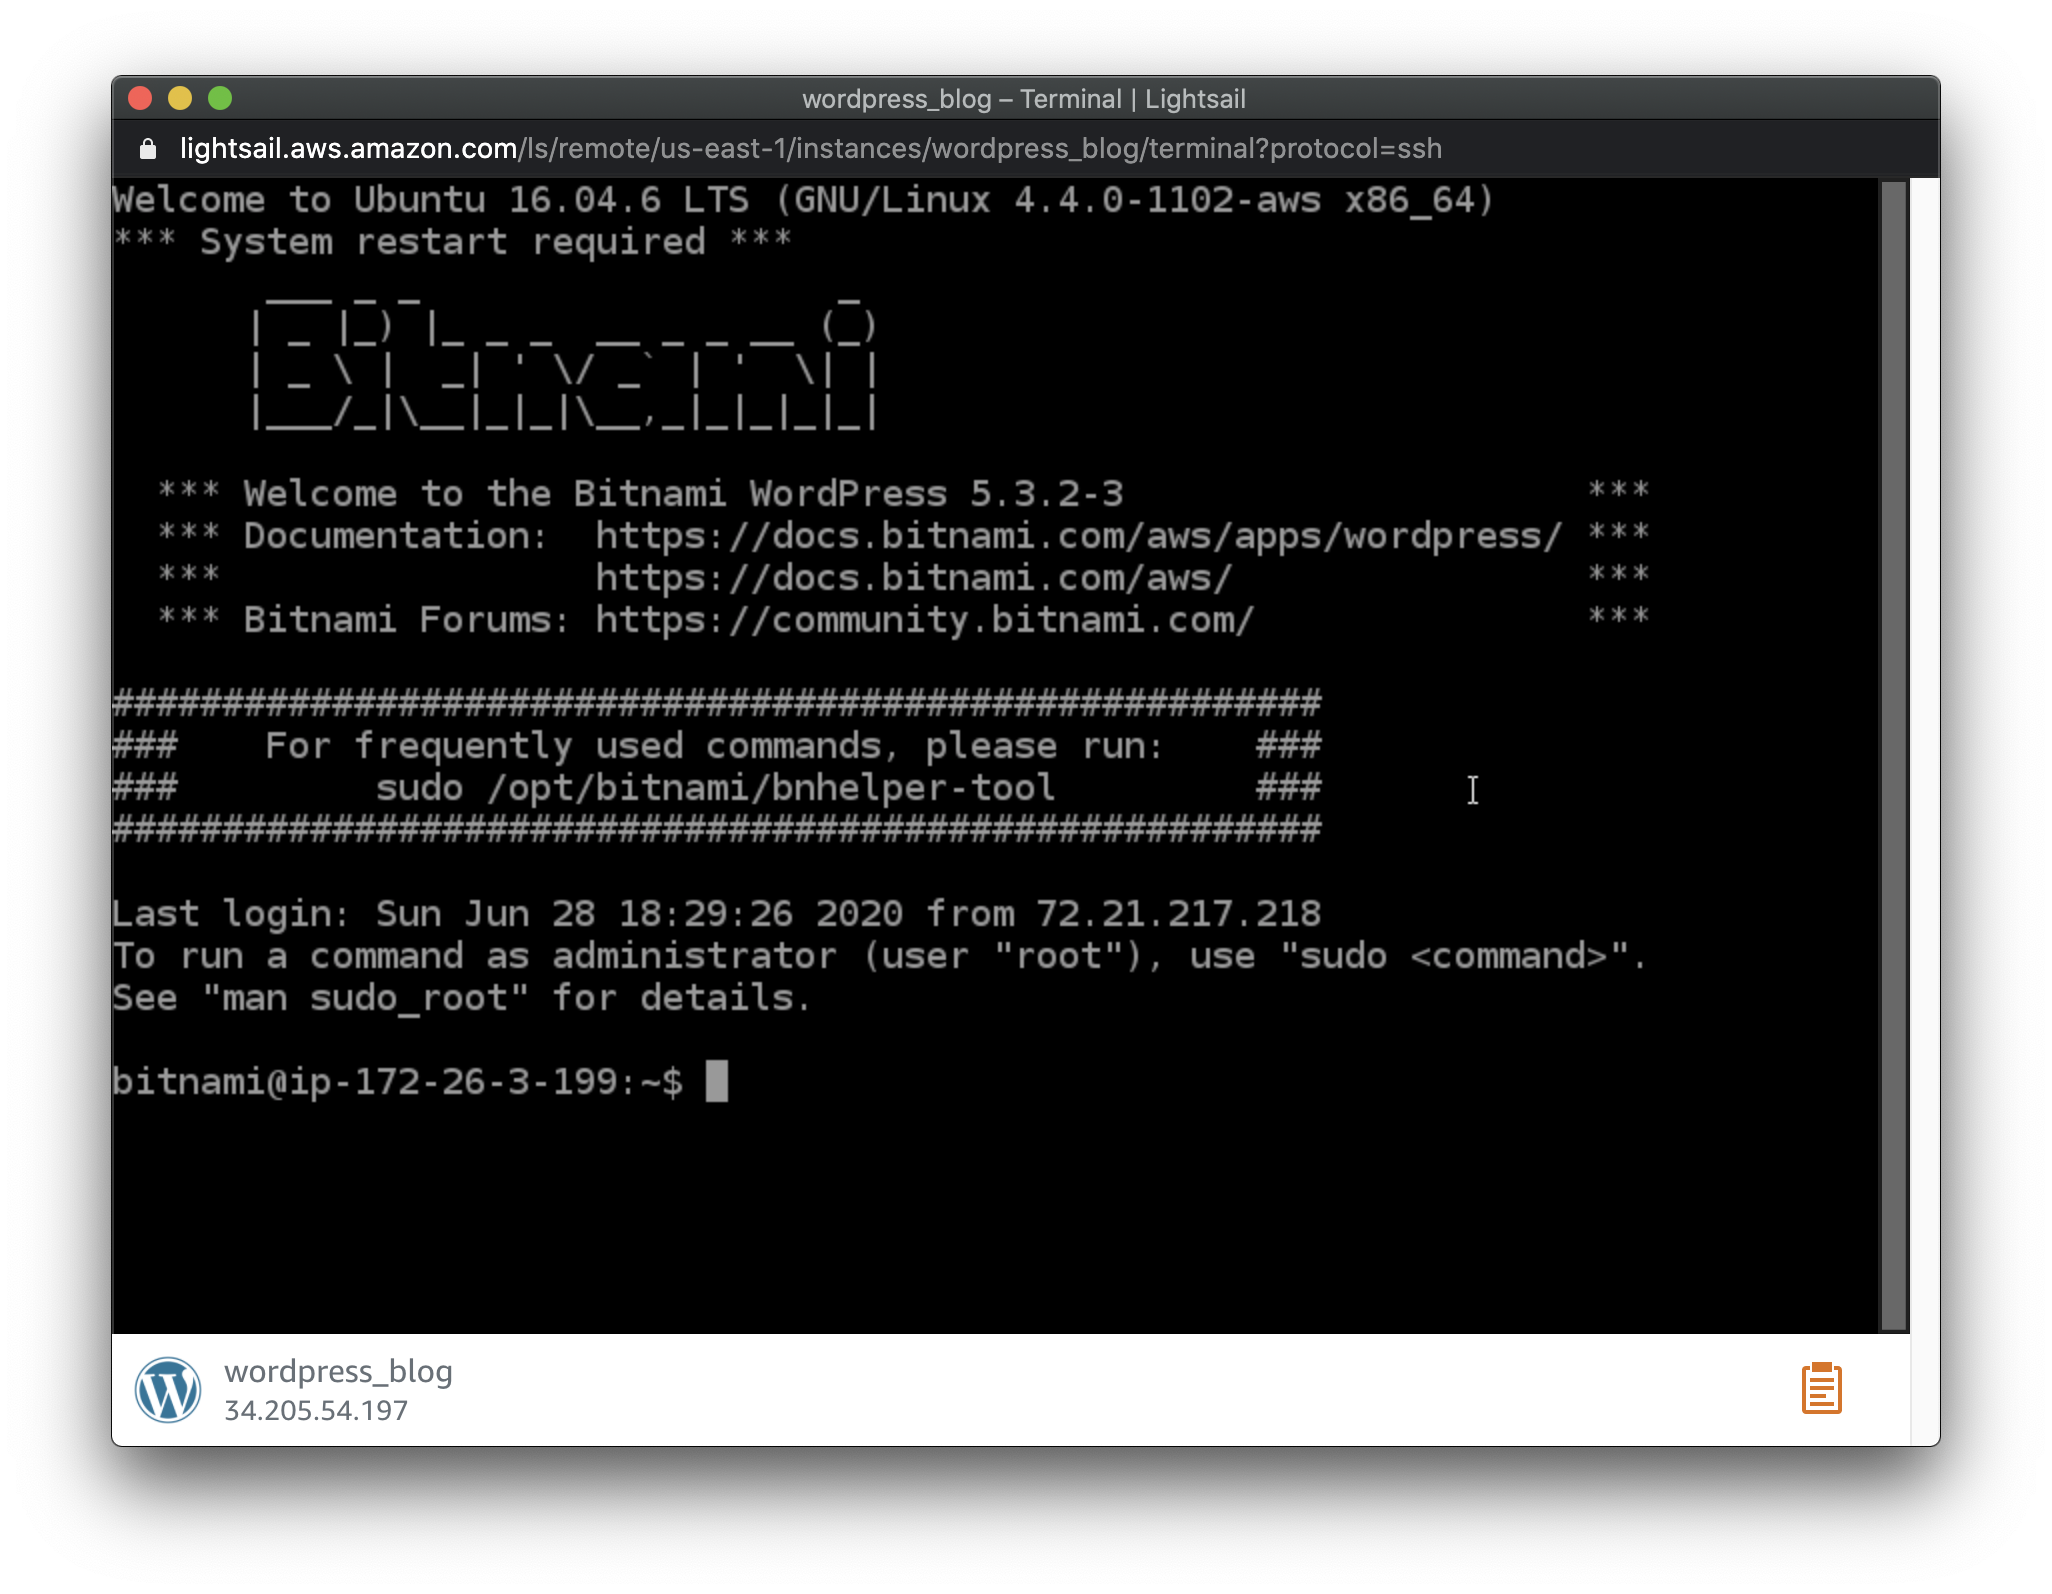 wordpress_blog – Terminal | Lightsail
lightsail.aws.amazon.com/ls/remote/us-east-1/instances/wordpress_blog/terminal?protocol=ssh
Welcome to Ubuntu 16.04.6 LTS (GNU/Linux 4.4.0-1102-aws x86_64)
*** System restart required ***
       ___ _ _                   _
      | _ |_) |_ _ _  __ _ _ __ (_)
      | _ \ |  _| ' \/ _` | '  \| |
      |___/_|\__|_|_|\__,_|_|_|_|_|
  *** Welcome to the Bitnami WordPress 5.3.2-3                     ***
  *** Documentation:  https://docs.bitnami.com/aws/apps/wordpress/ ***
  ***                 https://docs.bitnami.com/aws/                ***
  *** Bitnami Forums: https://community.bitnami.com/               ***
#######################################################
###    For frequently used commands, please run:    ###
###         sudo /opt/bitnami/bnhelper-tool         ###
#######################################################
Last login: Sun Jun 28 18:29:26 2020 from 72.21.217.218
To run a command as administrator (user "root"), use "sudo <command>".
See "man sudo_root" for details.
bitnami@ip-172-26-3-199:~$
wordpress_blog
34.205.54.197